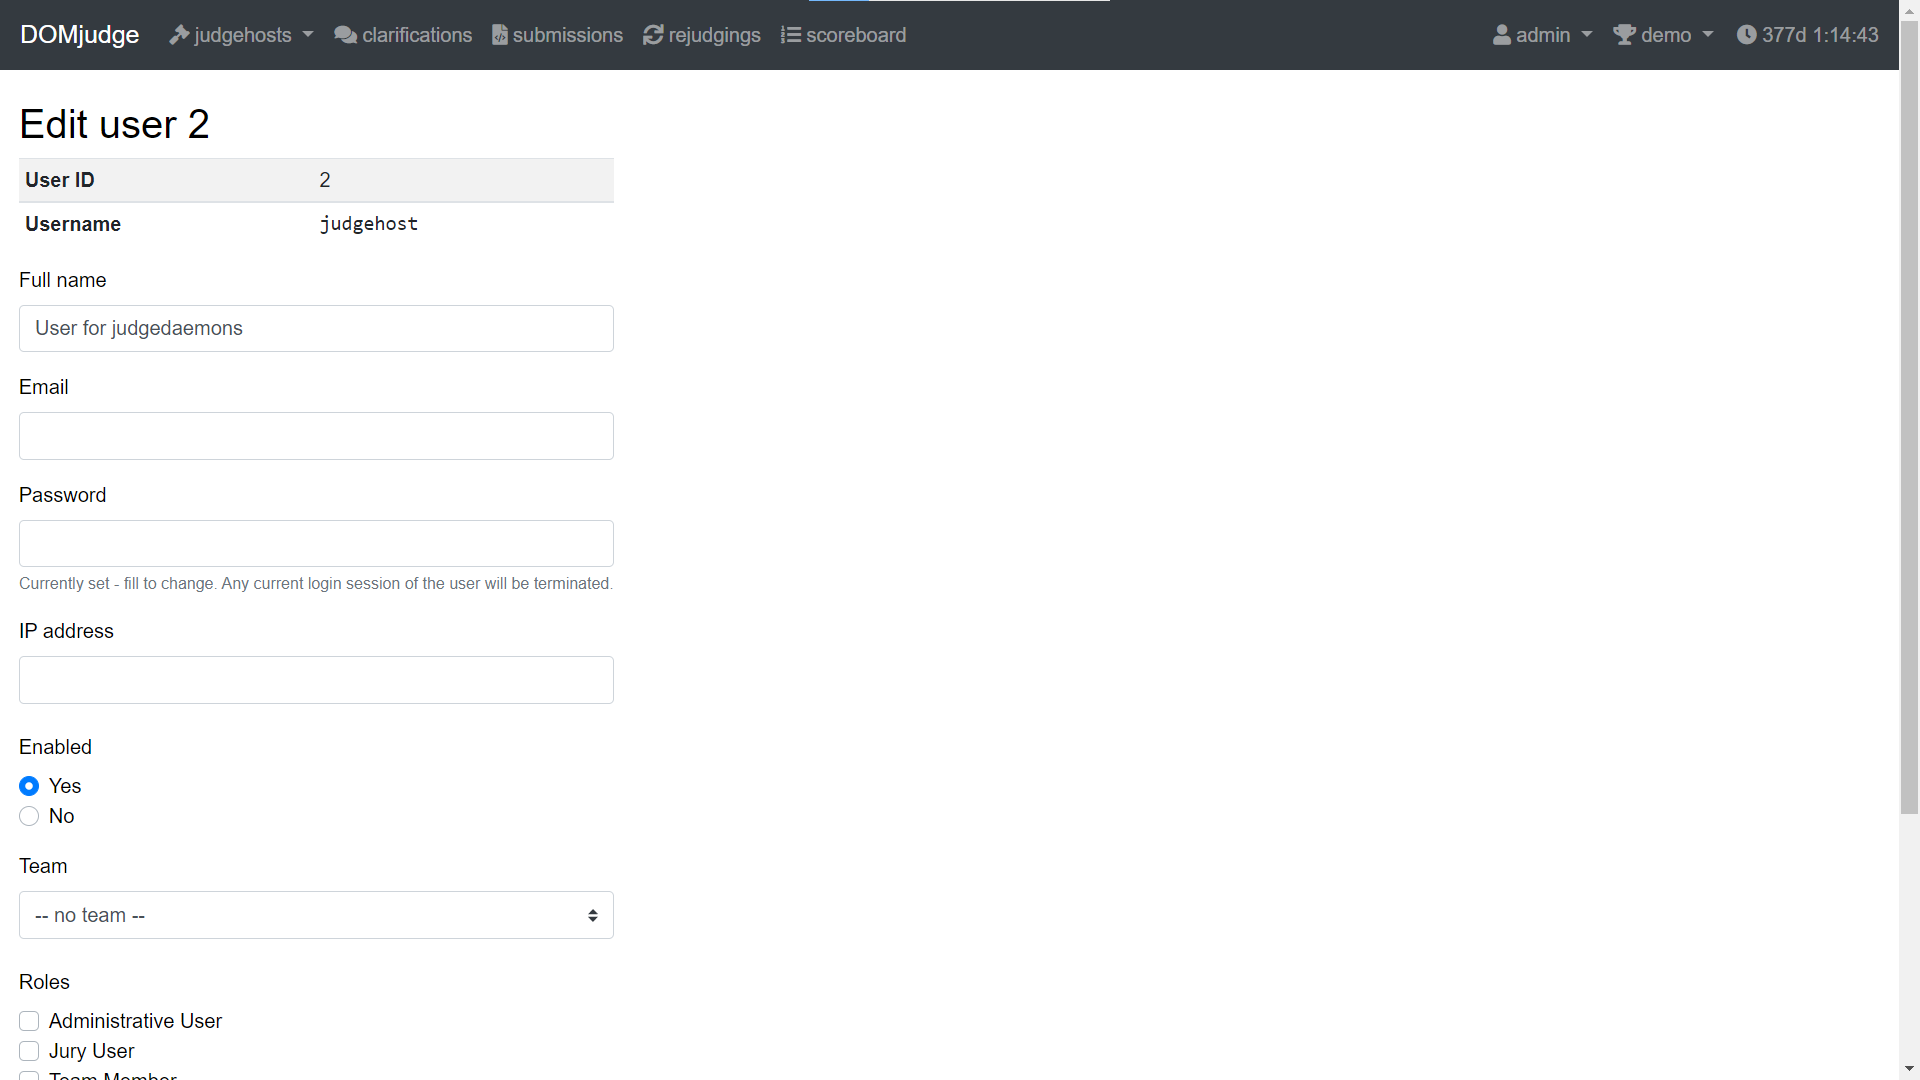 DOMjudge judgehosts clarifications submissions rejudgings scoreboard admin demo 377d 1:14:43
Edit user 2
User ID 2
Username judgehost
Full name
User for judgedaemons
Email
Password
Currently set - fill to change. Any current login session of the user will be terminated.
IP address
Enabled
Yes
No
Team
-- no team --
Roles
Administrative User
Jury User
Team Member